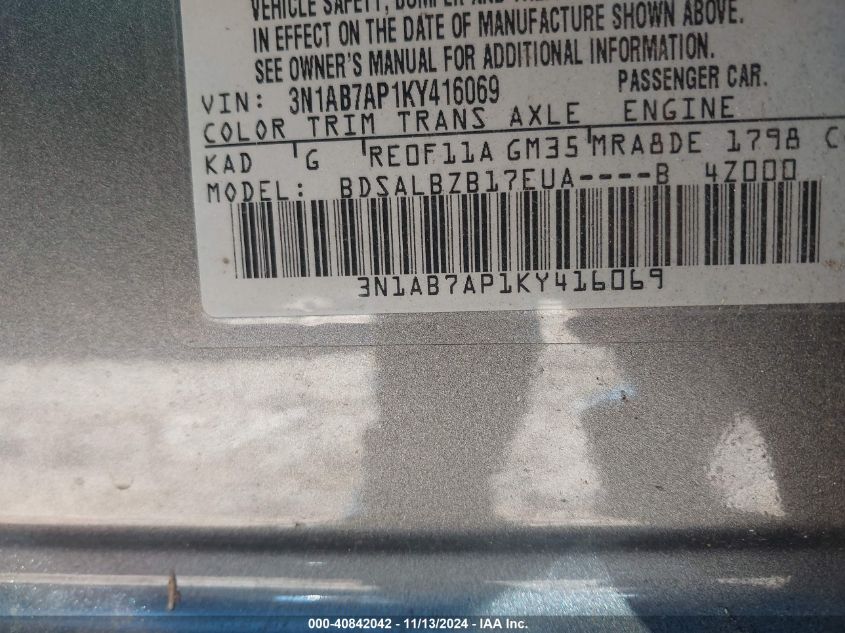 VEHICLE SAFETY, BUMPER AND THE
IN EFFECT ON THE DATE OF MANUFACTURE SHOWN ABOVE.
SEE OWNER'S MANUAL FOR ADDITIONAL INFORMATION.
VIN: 3N1AB7AP1KY416069 PASSENGER CAR.
COLOR TRIM TRANS AXLE ENGINE
KAD G RE0F11A GM35 MRA8DE 1798 C
MODEL: BDSALBZB17EUA----B 4Z000
3N1AB7AP1KY416069
000-40842042 - 11/13/2024 - IAA Inc.